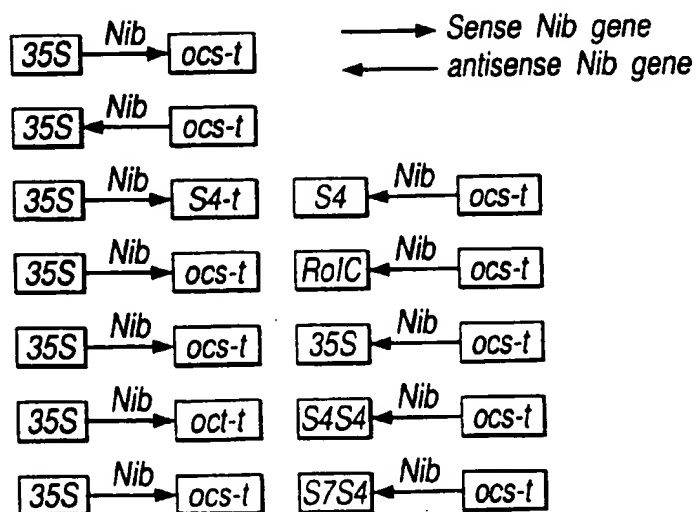 35S Nib ocs-t Sense Nib gene
antisense Nib gene
35S Nib ocs-t
35S Nib S4-t S4 Nib ocs-t
35S Nib ocs-t RolC Nib ocs-t
35S Nib ocs-t 35S Nib ocs-t
35S Nib oct-t S4S4 Nib ocs-t
35S Nib ocs-t S7S4 Nib ocs-t